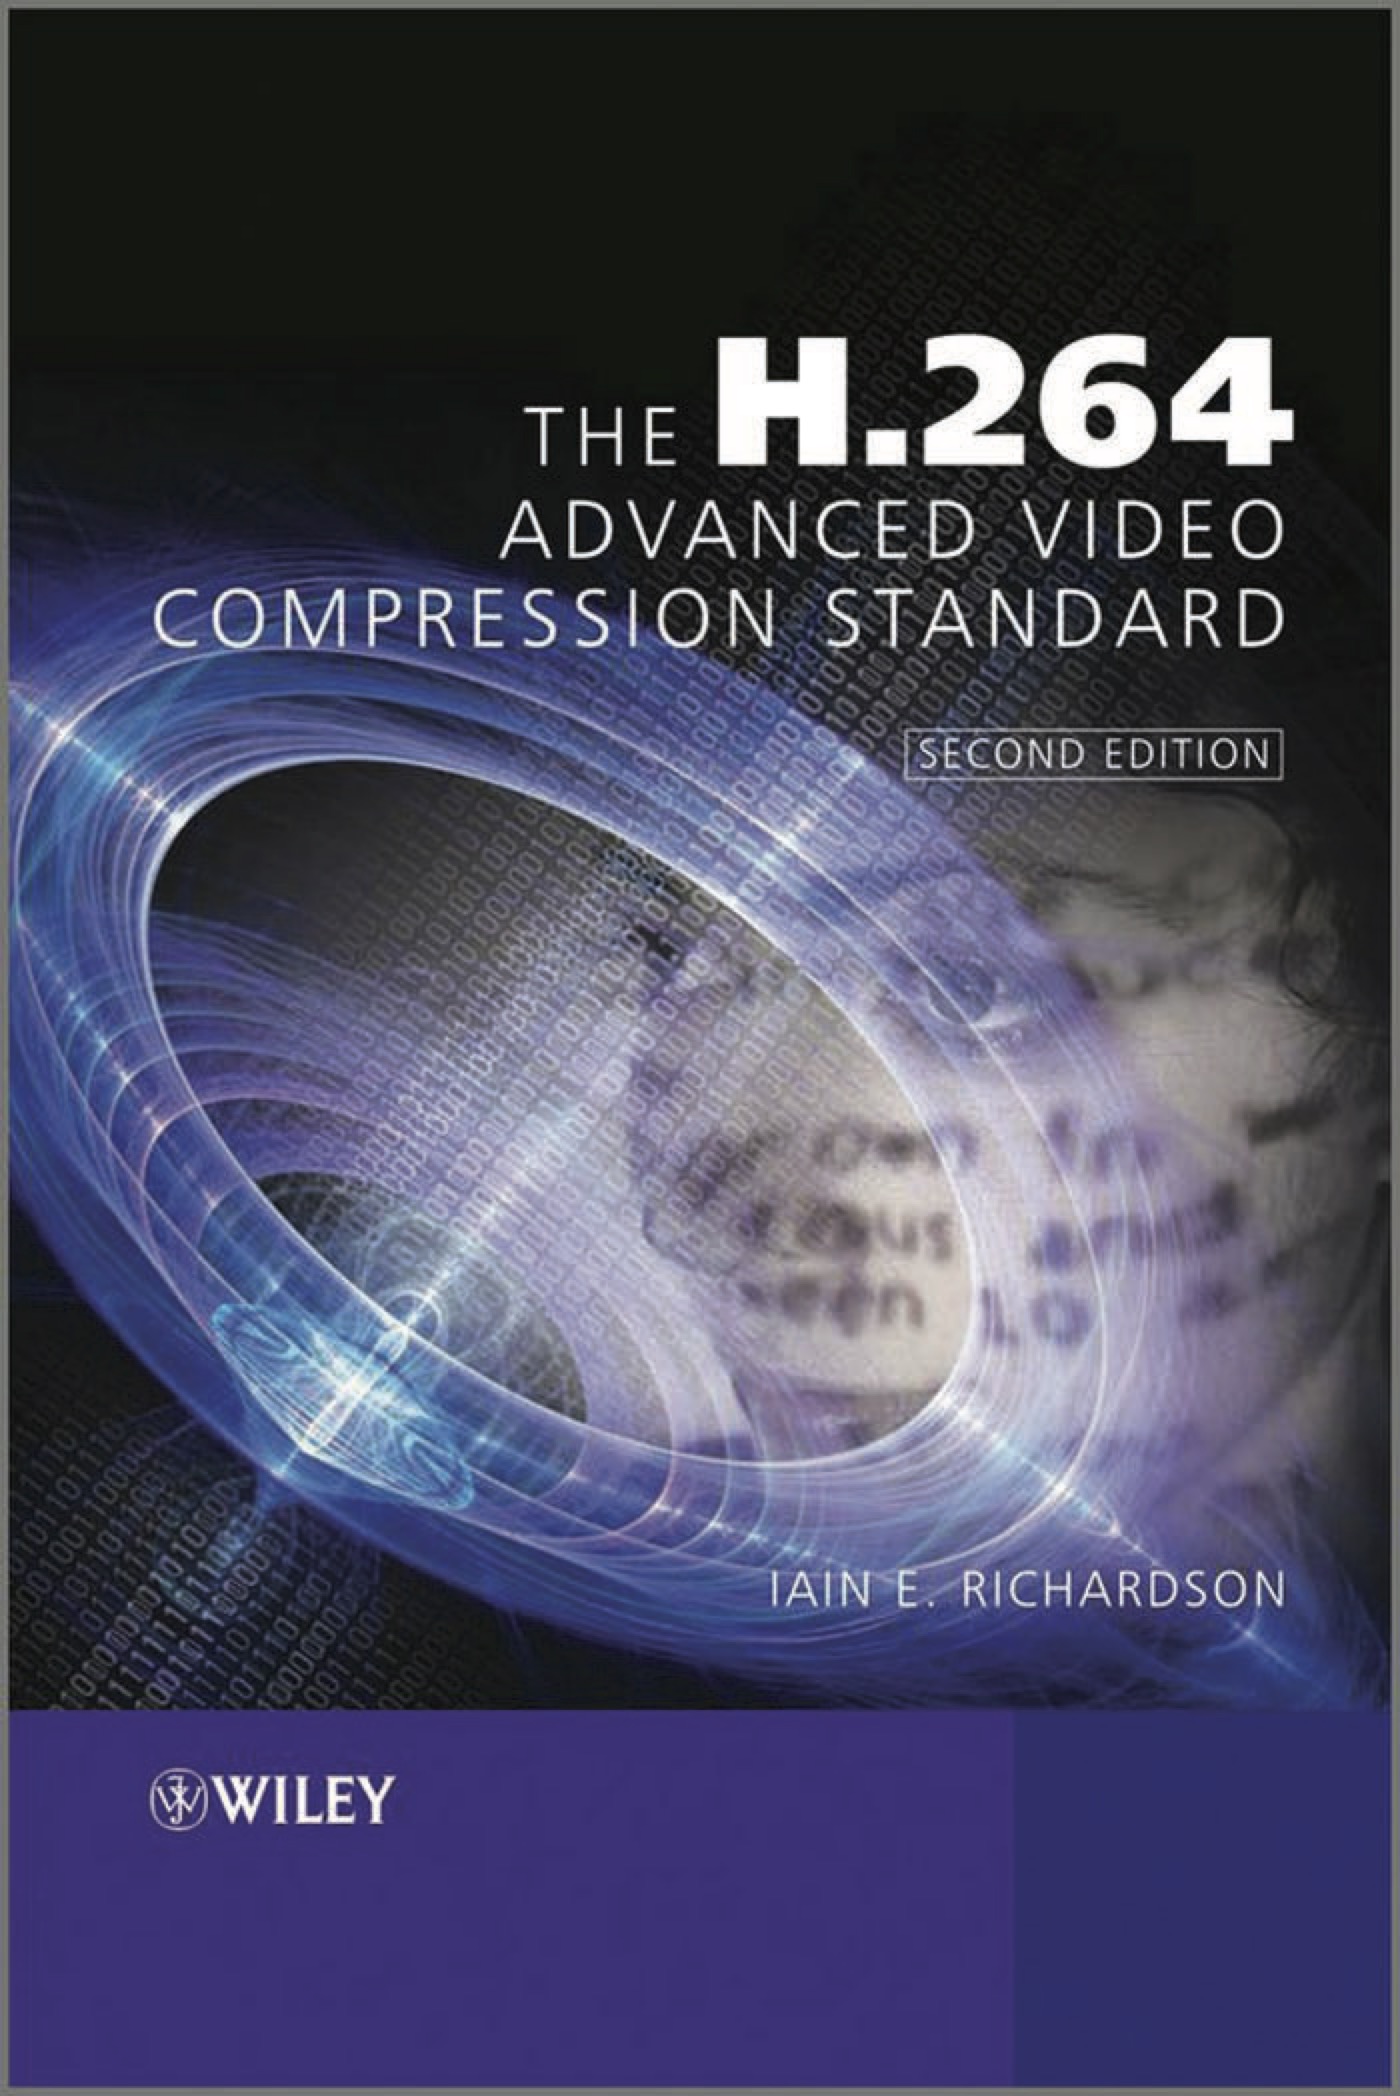 THE H.264
ADVANCED VIDEO
COMPRESSION STANDARD
SECOND EDITION
IAIN E. RICHARDSON
WILEY